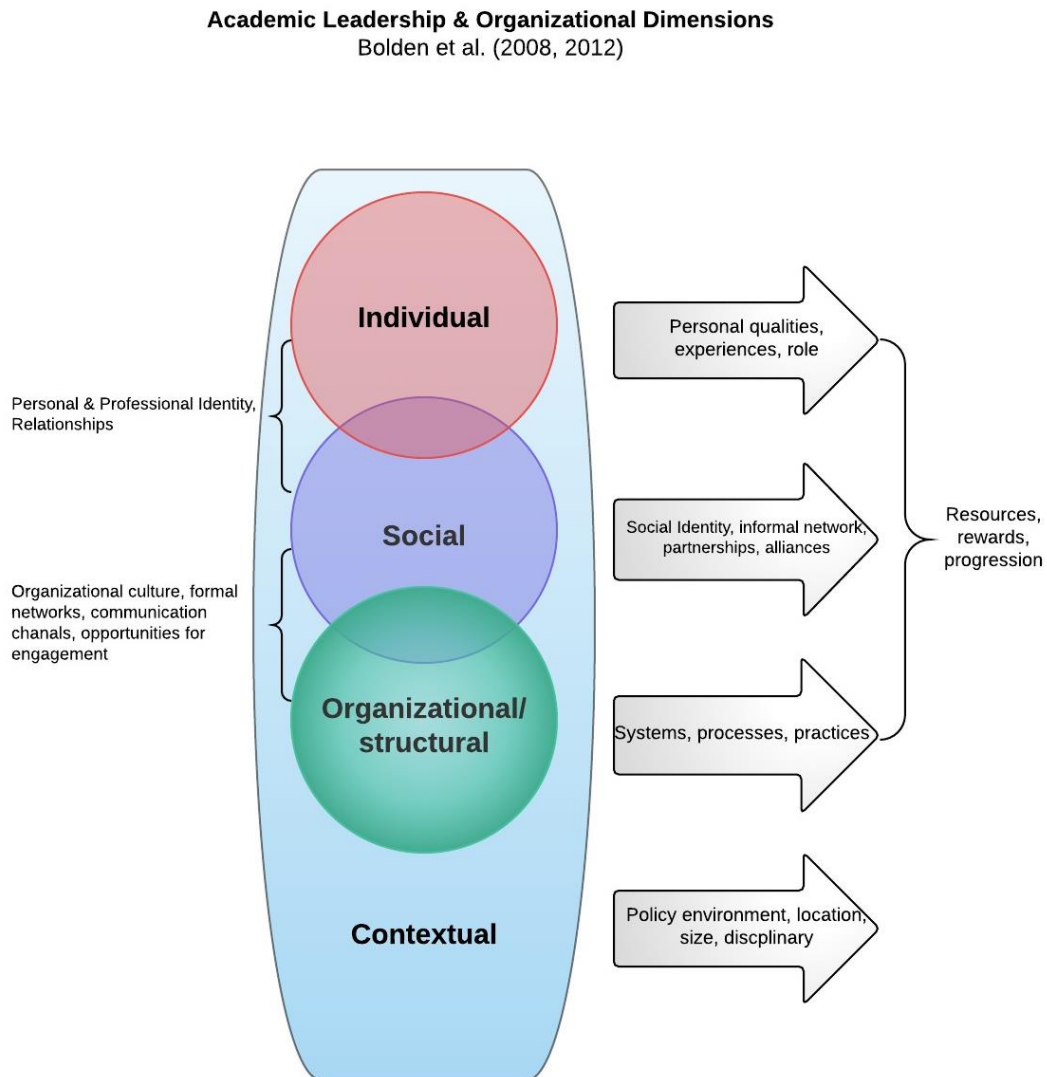 Academic Leadership & Organizational Dimensions
Bolden et al. (2008, 2012)
Individual
Personal qualities,
experiences, role
Personal & Professional Identity,
Relationships
Social
Social Identity, informal network,
partnerships, alliances
Resources,
rewards,
progression
Organizational culture, formal
networks, communication
chanals, opportunities for
engagement
Organizational/
structural
Systems, processes, practices
Contextual
Policy environment, location,
size, discplinary